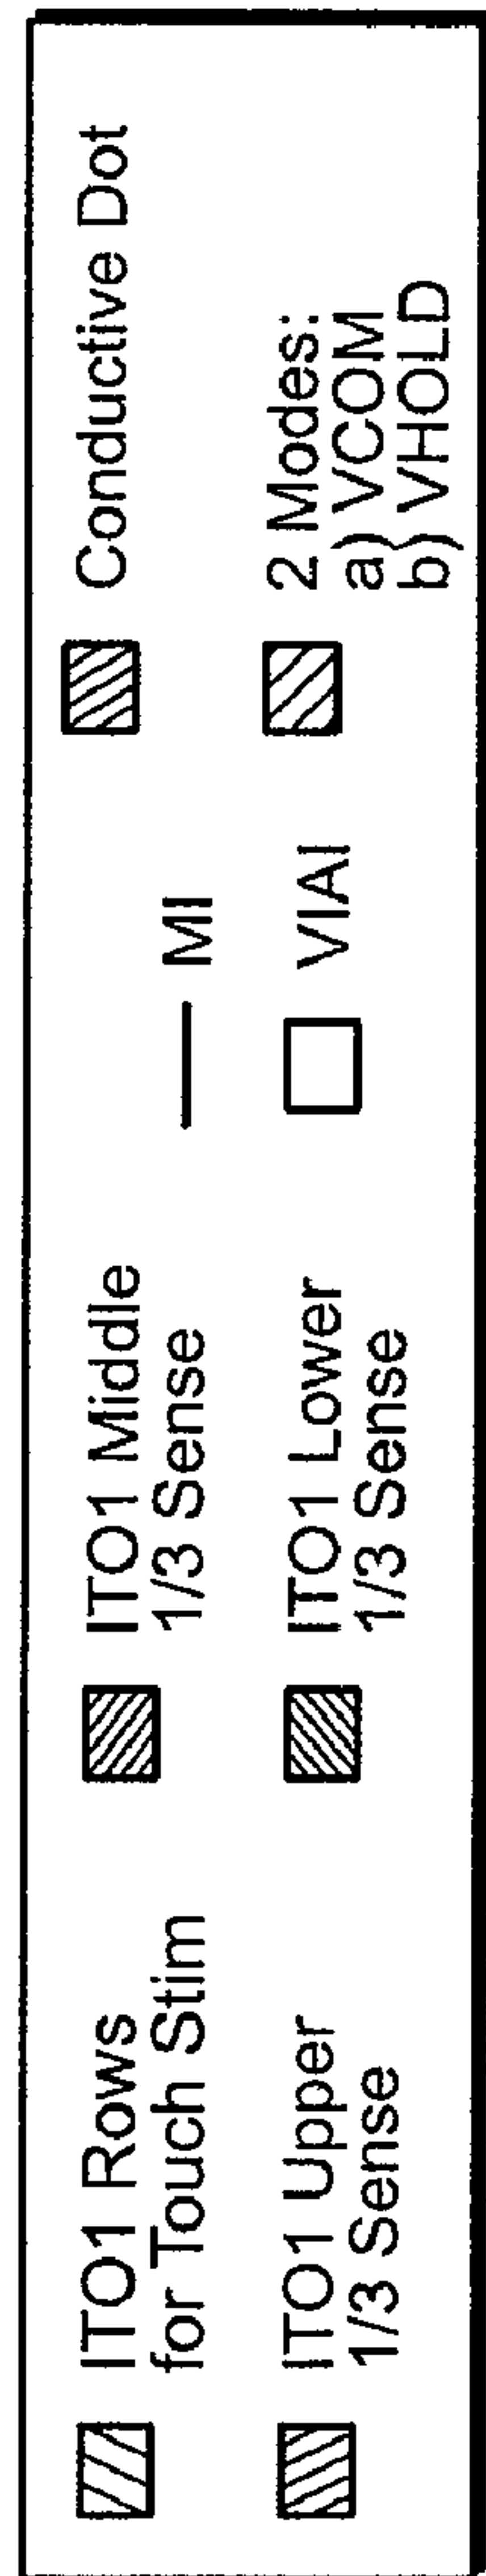 ITO1 Rows
for Touch Stim
ITO1 Upper
1/3 Sense
ITO1 Middle
1/3 Sense
ITO1 Lower
1/3 Sense
MI
VIAI
Conductive Dot
2 Modes:
a) VCOM
b) VHOLD